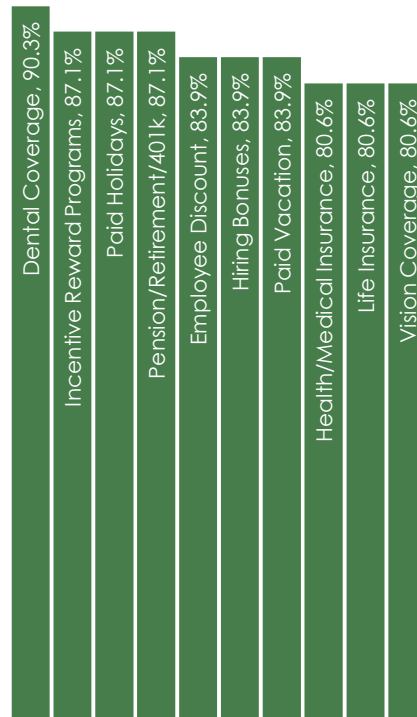 Dental Coverage, 90.3%
Incentive Reward Programs, 87.1%
Paid Holidays, 87.1%
Pension/Retirement/401k, 87.1%
Employee Discount, 83.9%
Hiring Bonuses, 83.9%
Paid Vacation, 83.9%
Health/Medical Insurance, 80.6%
Life Insurance, 80.6%
Vision Coverage, 80.6%